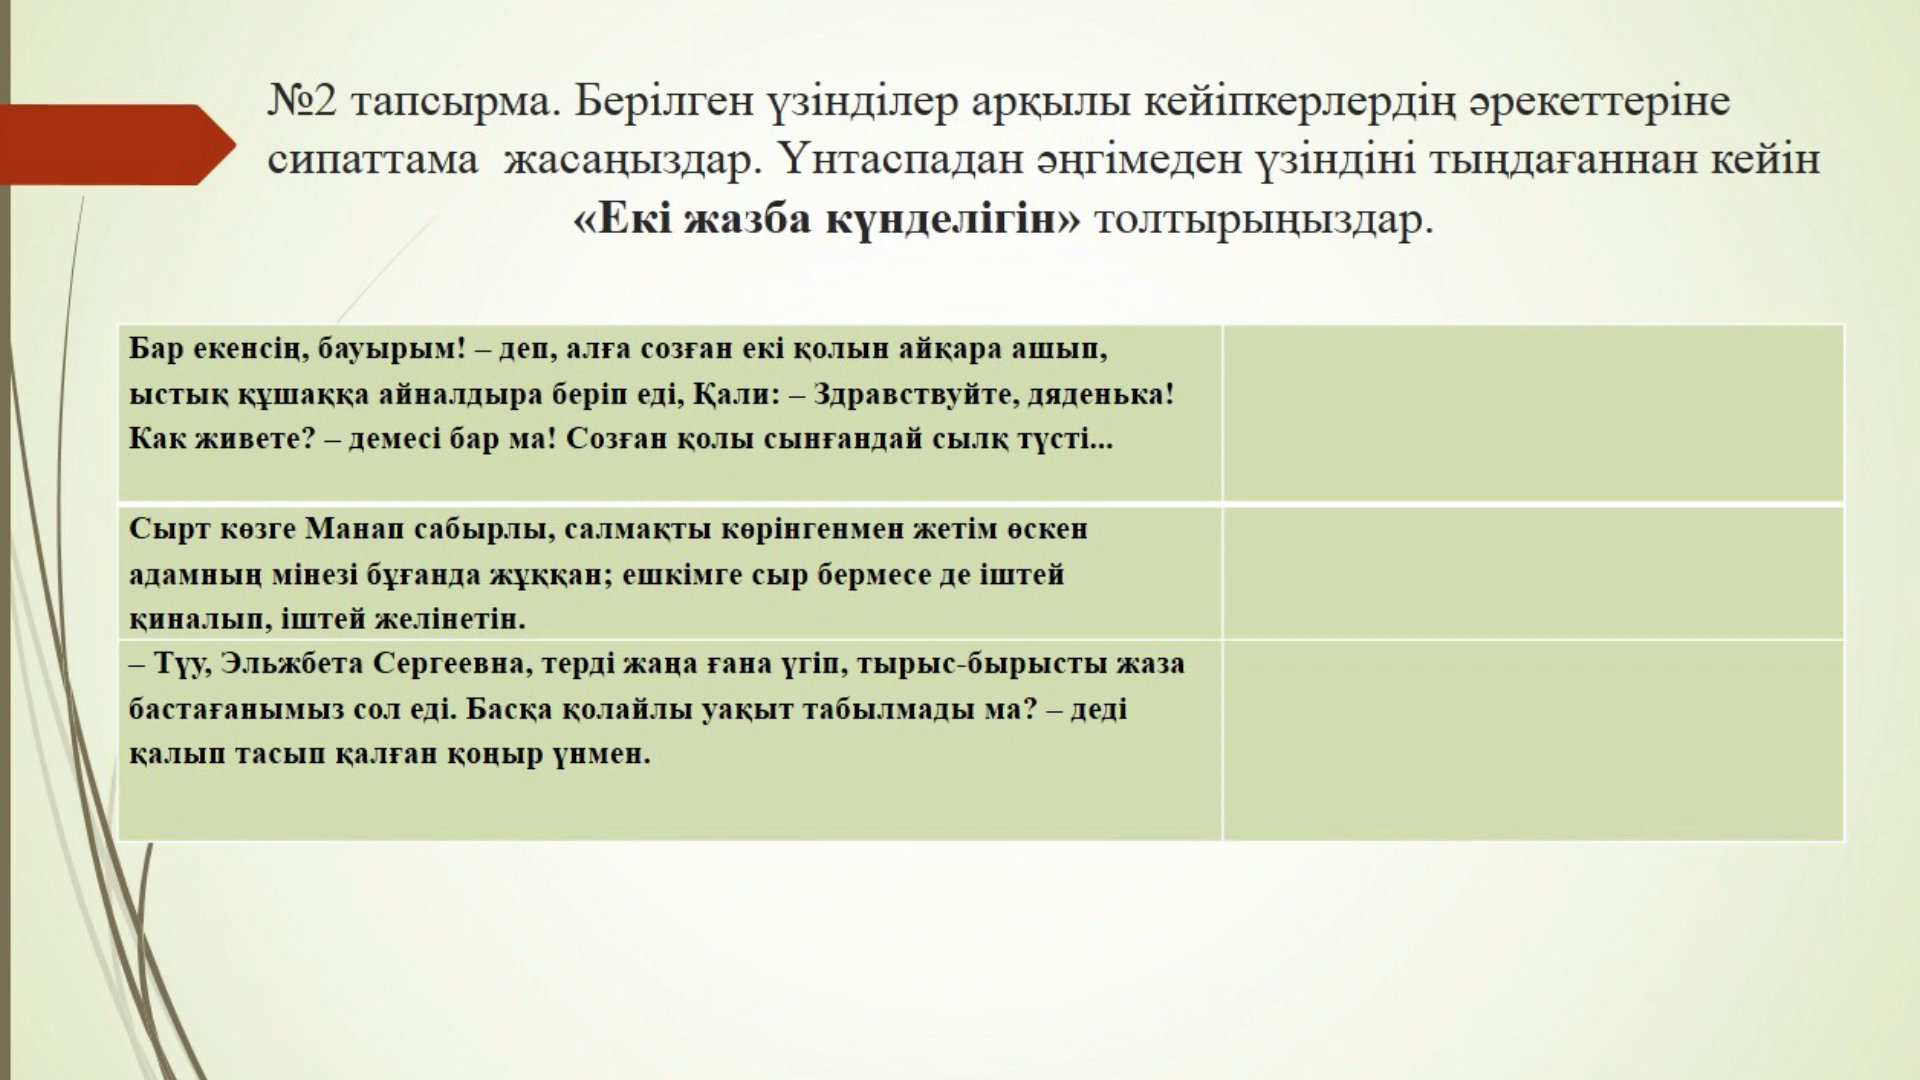 №2 тапсырма. Берілген үзінділер арқылы кейіпкерлердің әрекеттеріне
сипаттама жасаңыздар. Үнтаспадан әңгімеден үзіндіні тыңдағаннан кейін
«Екі жазба күнделігін» толтырыңыздар.
Бар екенсің, бауырым! – деп, алға созған екі қолын айқара ашып,
ыстық құшаққа айналдыра беріп еді, Қали: – Здравствуйте, дяденька!
Как живете? – демесі бар ма! Созған қолы сынғандай сылқ түсті...
Сырт көзге Манап сабырлы, салмақты көрінгенмен жетім өскен
адамның мінезі бұғанда жұққан; ешкімге сыр бермесе де іштей
қиналып, іштей желінетін.
– Түу, Эльжбета Сергеевна, терді жаңа ғана үгіп, тырыс-бырысты жаза
бастағанымыз сол еді. Басқа қолайлы уақыт табылмады ма? – деді
қалып тасып қалған қоңыр үнмен.